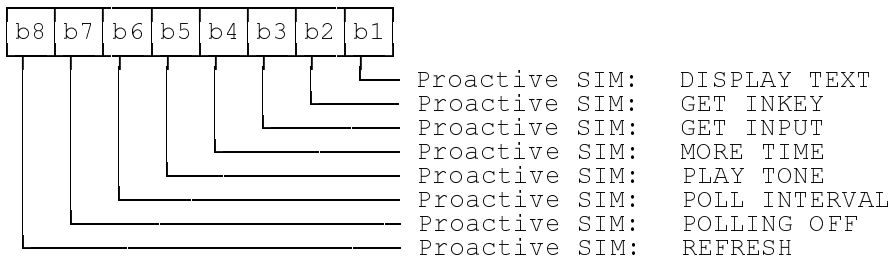 b8 b7 b6 b5 b4 b3 b2 b1
Proactive SIM: DISPLAY TEXT
Proactive SIM: GET INKEY
Proactive SIM: GET INPUT
Proactive SIM: MORE TIME
Proactive SIM: PLAY TONE
Proactive SIM: POLL INTERVAL
Proactive SIM: POLLING OFF
Proactive SIM: REFRESH